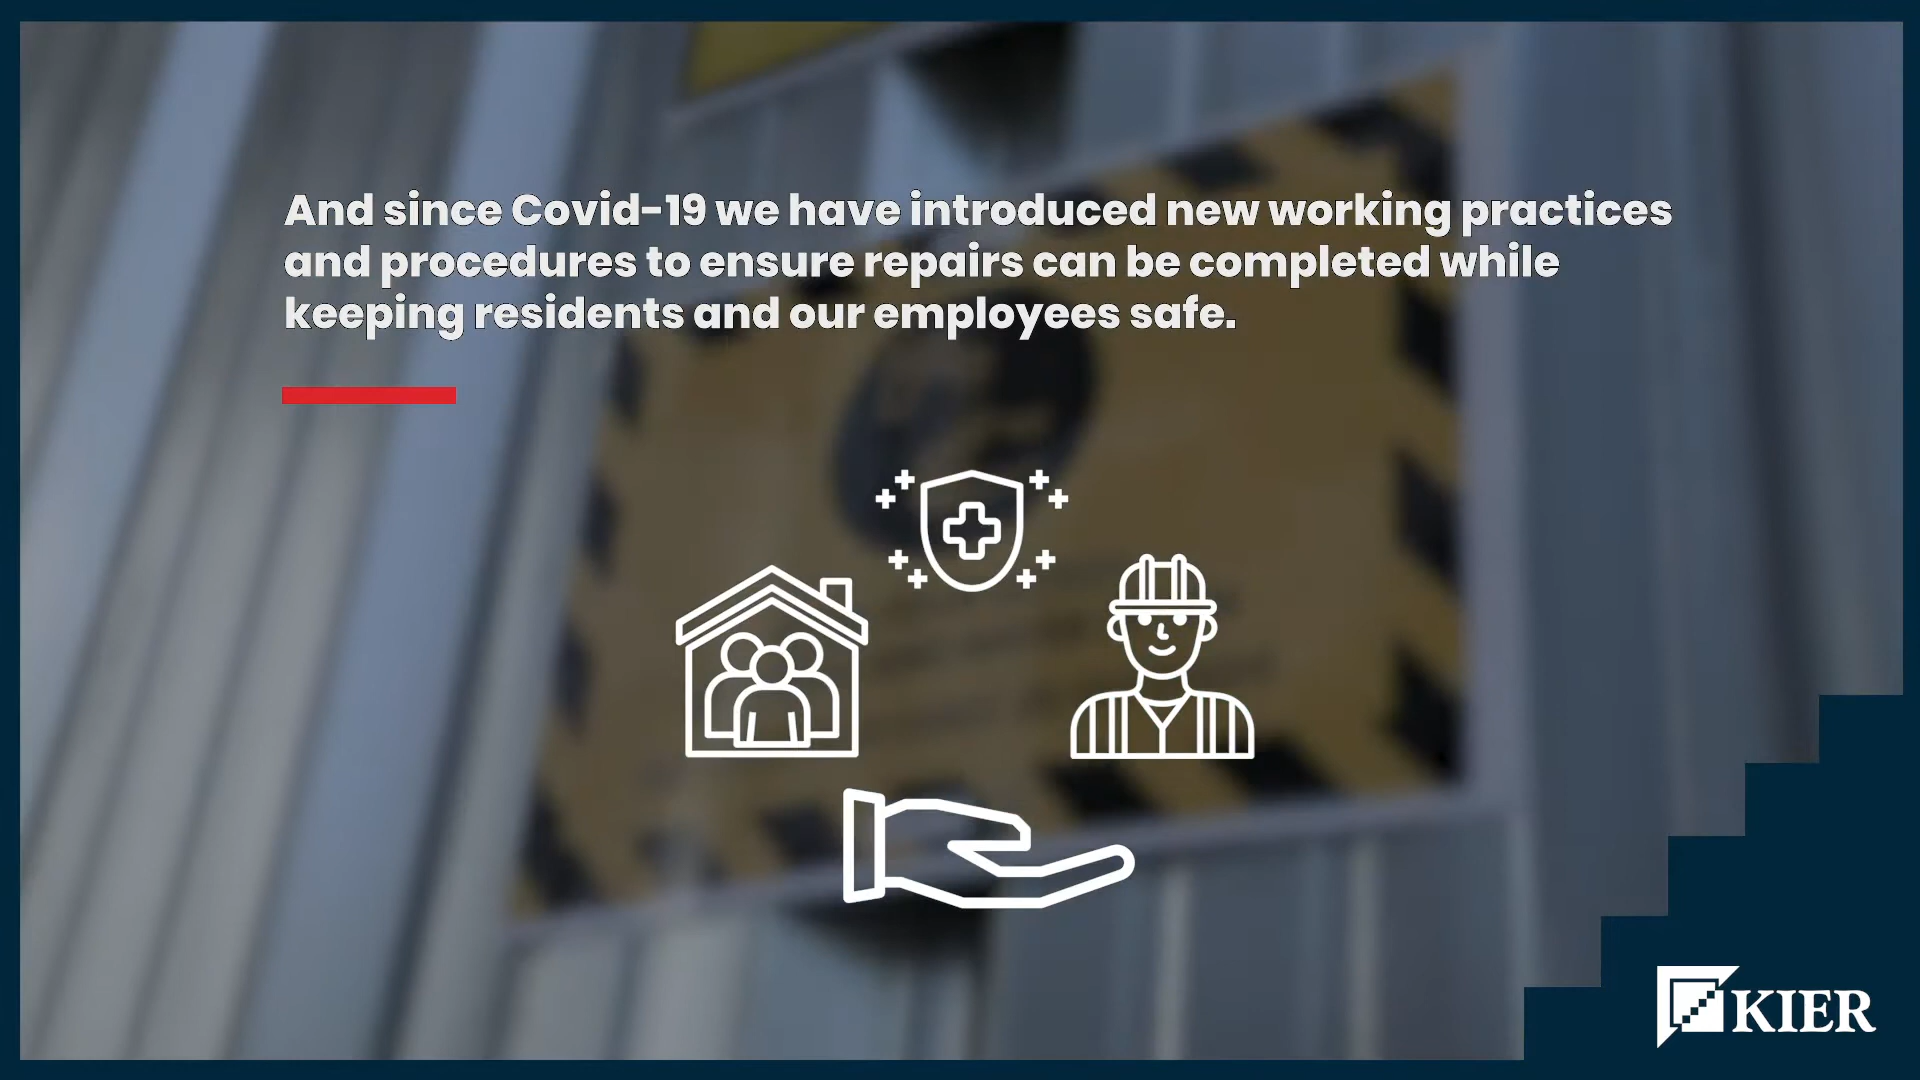 And since Covid-19 we have introduced new working practices
and procedures to ensure repairs can be completed while
keeping residents and our employees safe.
KIER